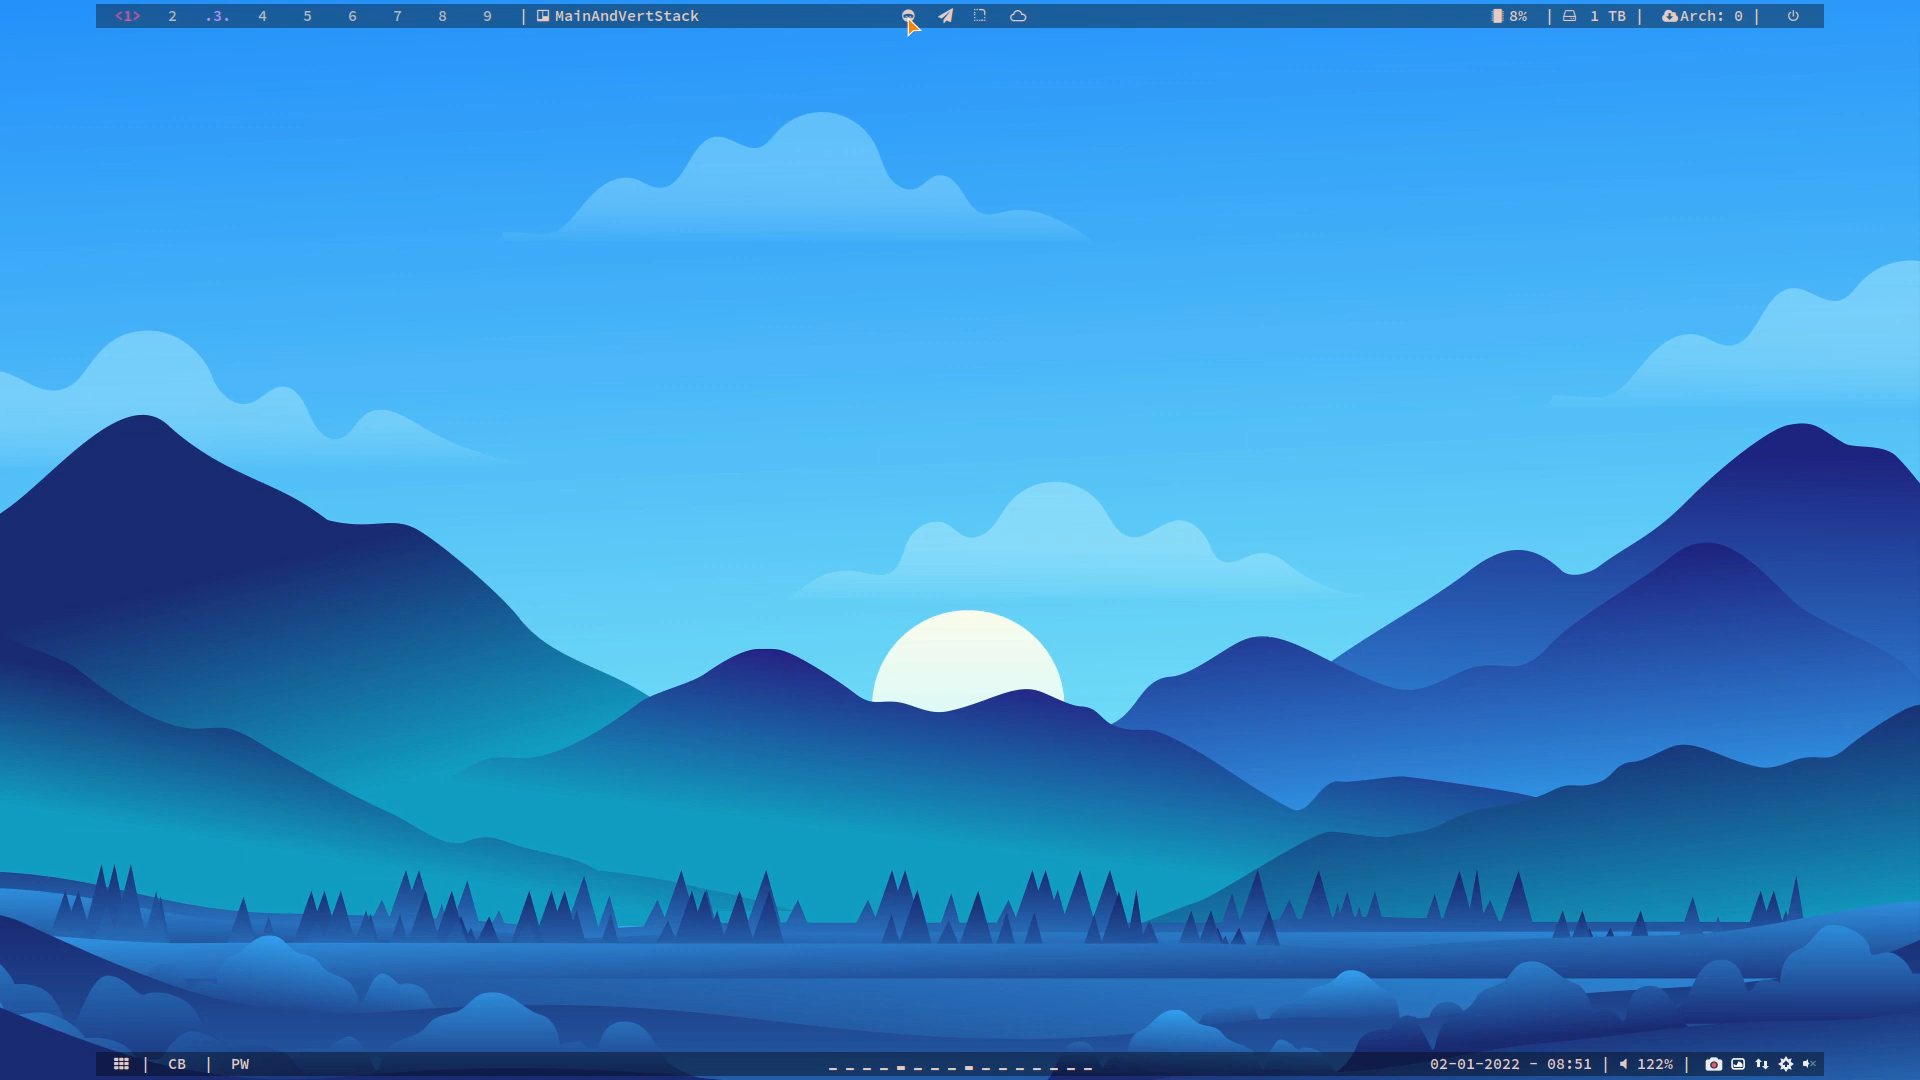 <1> 2 .3. 4 5 6 7 8 9 | MainAndVertStack
8% | 1 TB | Arch: 0 |
| CB | PW
02-01-2022 - 08:51 | 122% |